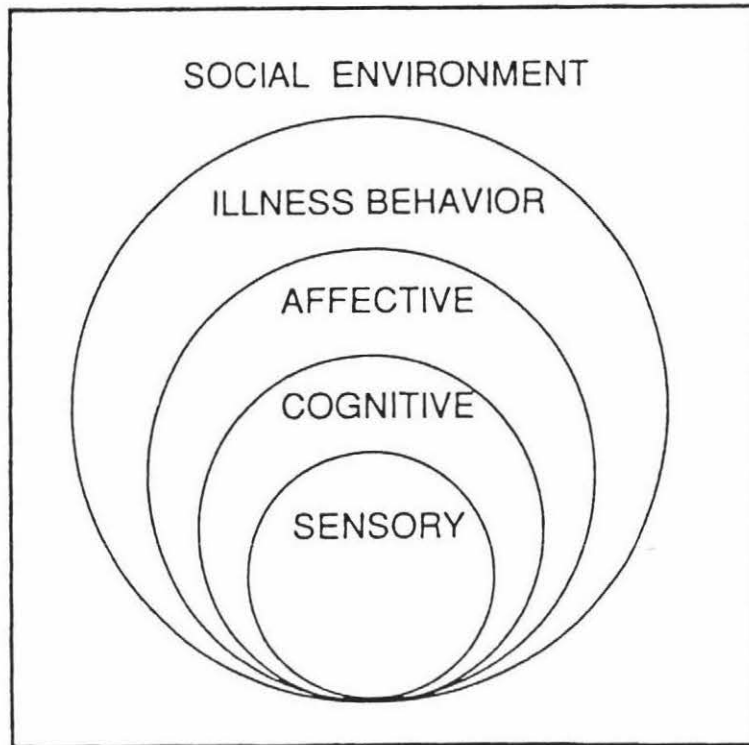 SOCIAL ENVIRONMENT
ILLNESS BEHAVIOR
AFFECTIVE
COGNITIVE
SENSORY